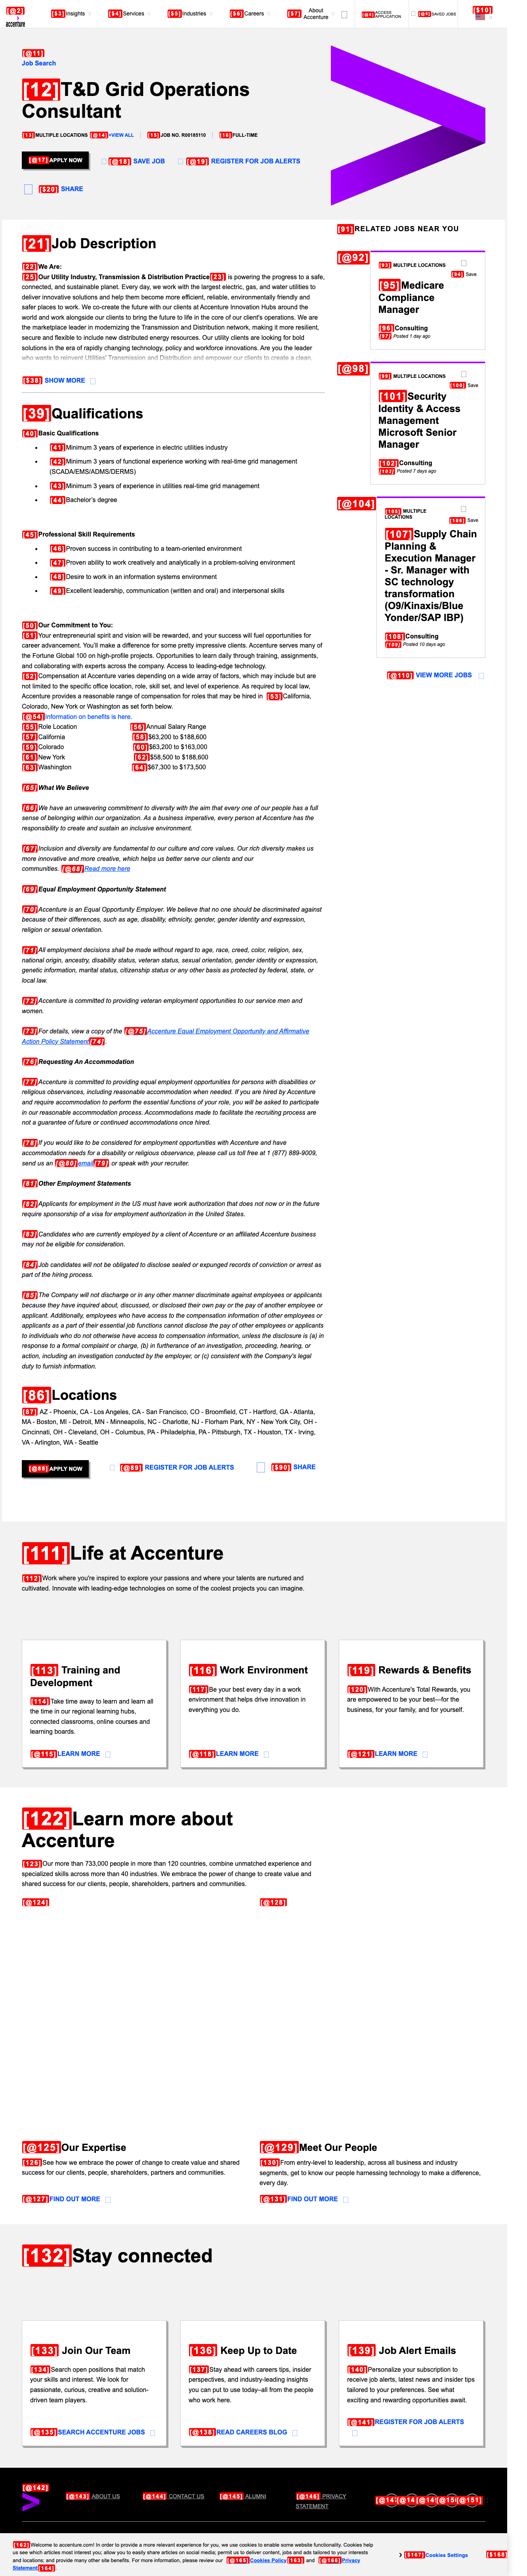 [@2] [$3]Insights [$4]Services [$5]Industries [$6]Careers [$7] About Accenture [@8] ACCESS APPLICATION [@9] SAVED JOBS [$10]
accenture
[@11]
Job Search
[12]T&D Grid Operations
Consultant
[13]MULTIPLE LOCATIONS [@14]+VIEW ALL [15]JOB NO. R00185110 [16]FULL-TIME
[@17]APPLY NOW [@18] SAVE JOB [@19] REGISTER FOR JOB ALERTS
[$20] SHARE
[21]Job Description
[22]We Are:
[25]Our Utility Industry, Transmission & Distribution Practice[23] is powering the progress to a safe,
connected, and sustainable planet. Every day, we work with the largest electric, gas, and water utilities to
deliver innovative solutions and help them become more efficient, reliable, environmentally friendly and
safer places to work. We co-create the future with our clients at Accenture Innovation Hubs around the
world and work alongside our clients to bring the future to life in the core of our client's operations. We are
the marketplace leader in modernizing the Transmission and Distribution network, making it more resilient,
secure and flexible to include new distributed energy resources. Our utility clients are looking for bold
solutions in the era of rapidly changing technology, policy and workforce innovations. Are you the leader
who wants to reinvent Utilities' Transmission and Distribution and empower our clients to create a clean,
[$38] SHOW MORE
[39]Qualifications
[40]Basic Qualifications
[41]Minimum 3 years of experience in electric utilities industry
[42]Minimum 3 years of functional experience working with real-time grid management
(SCADA/EMS/ADMS/DERMS)
[43]Minimum 3 years of experience in utilities real-time grid management
[44]Bachelor's degree
[45]Professional Skill Requirements
[46]Proven success in contributing to a team-oriented environment
[47]Proven ability to work creatively and analytically in a problem-solving environment
[48]Desire to work in an information systems environment
[49]Excellent leadership, communication (written and oral) and interpersonal skills
[50]Our Commitment to You:
[51]Your entrepreneurial spirit and vision will be rewarded, and your success will fuel opportunities for
career advancement. You'll make a difference for some pretty impressive clients. Accenture serves many of
the Fortune Global 100 on high-profile projects. Opportunities to learn daily through training, assignments,
and collaborating with experts across the company. Access to leading-edge technology.
[52]Compensation at Accenture varies depending on a wide array of factors, which may include but are
not limited to the specific office location, role, skill set, and level of experience. As required by local law,
Accenture provides a reasonable range of compensation for roles that may be hired in [53]California,
Colorado, New York or Washington as set forth below.
[@54]Information on benefits is here.
[55]Role Location [56]Annual Salary Range
[57]California [58]$63,200 to $188,600
[59]Colorado [60]$63,200 to $163,000
[61]New York [62]$58,500 to $188,600
[63]Washington [64]$67,300 to $173,500
[65]What We Believe
[66]We have an unwavering commitment to diversity with the aim that every one of our people has a full
sense of belonging within our organization. As a business imperative, every person at Accenture has the
responsibility to create and sustain an inclusive environment.
[67]Inclusion and diversity are fundamental to our culture and core values. Our rich diversity makes us
more innovative and more creative, which helps us better serve our clients and our
communities. [@68]Read more here
[69]Equal Employment Opportunity Statement
[70]Accenture is an Equal Opportunity Employer. We believe that no one should be discriminated against
because of their differences, such as age, disability, ethnicity, gender, gender identity and expression,
religion or sexual orientation.
[71]All employment decisions shall be made without regard to age, race, creed, color, religion, sex,
national origin, ancestry, disability status, veteran status, sexual orientation, gender identity or expression,
genetic information, marital status, citizenship status or any other basis as protected by federal, state, or
local law.
[72]Accenture is committed to providing veteran employment opportunities to our service men and
women.
[73]For details, view a copy of the [@75]Accenture Equal Employment Opportunity and Affirmative
Action Policy Statement[74].
[76]Requesting An Accommodation
[77]Accenture is committed to providing equal employment opportunities for persons with disabilities or
religious observances, including reasonable accommodation when needed. If you are hired by Accenture
and require accommodation to perform the essential functions of your role, you will be asked to participate
in our reasonable accommodation process. Accommodations made to facilitate the recruiting process are
not a guarantee of future or continued accommodations once hired.
[78]If you would like to be considered for employment opportunities with Accenture and have
accommodation needs for a disability or religious observance, please call us toll free at 1 (877) 889-9009,
send us an [@80]email[79] or speak with your recruiter.
[81]Other Employment Statements
[82]Applicants for employment in the US must have work authorization that does not now or in the future
require sponsorship of a visa for employment authorization in the United States.
[83]Candidates who are currently employed by a client of Accenture or an affiliated Accenture business
may not be eligible for consideration.
[84]Job candidates will not be obligated to disclose sealed or expunged records of conviction or arrest as
part of the hiring process.
[85]The Company will not discharge or in any other manner discriminate against employees or applicants
because they have inquired about, discussed, or disclosed their own pay or the pay of another employee or
applicant. Additionally, employees who have access to the compensation information of other employees or
applicants as a part of their essential job functions cannot disclose the pay of other employees or applicants
to individuals who do not otherwise have access to compensation information, unless the disclosure is (a) in
response to a formal complaint or charge, (b) in furtherance of an investigation, proceeding, hearing, or
action, including an investigation conducted by the employer, or (c) consistent with the Company's legal
duty to furnish information.
[86]Locations
[87] AZ - Phoenix, CA - Los Angeles, CA - San Francisco, CO - Broomfield, CT - Hartford, GA - Atlanta,
MA - Boston, MI - Detroit, MN - Minneapolis, NC - Charlotte, NJ - Florham Park, NY - New York City, OH -
Cincinnati, OH - Cleveland, OH - Columbus, PA - Philadelphia, PA - Pittsburgh, TX - Houston, TX - Irving,
VA - Arlington, WA - Seattle
[@88]APPLY NOW [@89] REGISTER FOR JOB ALERTS [$90] SHARE
[91]RELATED JOBS NEAR YOU
[@92]
[93] MULTIPLE LOCATIONS
[94] Save
[95]Medicare
Compliance
Manager
[96]Consulting
[97] Posted 1 day ago
[@98]
[99] MULTIPLE LOCATIONS
[100] Save
[101]Security
Identity & Access
Management
Microsoft Senior
Manager
[102]Consulting
[103] Posted 7 days ago
[@104]
[105] MULTIPLE
LOCATIONS
[106] Save
[107]Supply Chain
Planning &
Execution Manager
- Sr. Manager with
SC technology
transformation
(O9/Kinaxis/Blue
Yonder/SAP IBP)
[108]Consulting
[109] Posted 10 days ago
[@110] VIEW MORE JOBS
[111]Life at Accenture
[112]Work where you're inspired to explore your passions and where your talents are nurtured and
cultivated. Innovate with leading-edge technologies on some of the coolest projects you can imagine.
[113] Training and
Development
[114]Take time away to learn and learn all
the time in our regional learning hubs,
connected classrooms, online courses and
learning boards.
[@115]LEARN MORE
[116] Work Environment
[117]Be your best every day in a work
environment that helps drive innovation in
everything you do.
[@118]LEARN MORE
[119] Rewards & Benefits
[120]With Accenture's Total Rewards, you
are empowered to be your best—for the
business, for your family, and for yourself.
[@121]LEARN MORE
[122]Learn more about
Accenture
[123]Our more than 733,000 people in more than 120 countries, combine unmatched experience and
specialized skills across more than 40 industries. We embrace the power of change to create value and
shared success for our clients, people, shareholders, partners and communities.
[@124] [@128]
[@125]Our Expertise
[126]See how we embrace the power of change to create value and shared
success for our clients, people, shareholders, partners and communities.
[@127]FIND OUT MORE
[@129]Meet Our People
[130]From entry-level to leadership, across all business and industry
segments, get to know our people harnessing technology to make a difference,
every day.
[@131]FIND OUT MORE
[132]Stay connected
[133] Join Our Team
[134]Search open positions that match
your skills and interest. We look for
passionate, curious, creative and solution-
driven team players.
[@135]SEARCH ACCENTURE JOBS
[136] Keep Up to Date
[137]Stay ahead with careers tips, insider
perspectives, and industry-leading insights
you can put to use today–all from the people
who work here.
[@138]READ CAREERS BLOG
[139] Job Alert Emails
[140]Personalize your subscription to
receive job alerts, latest news and insider tips
tailored to your preferences. See what
exciting and rewarding opportunities await.
[@141]REGISTER FOR JOB ALERTS
[@142]
[@143] ABOUT US [@144] CONTACT US [@145] ALUMNI [@146] PRIVACY
STATEMENT
[@151]
[162]Welcome to accenture.com! In order to provide a more relevant experience for you, we use cookies to enable some website functionality. Cookies help
us see which articles most interest you; allow you to easily share articles on social media; permit us to deliver content, jobs and ads tailored to your interests
and locations; and provide many other site benefits. For more information, please review our [@165]Cookies Policy[163] and [@166]Privacy
Statement[164].
[$167]Cookies Settings [$168]